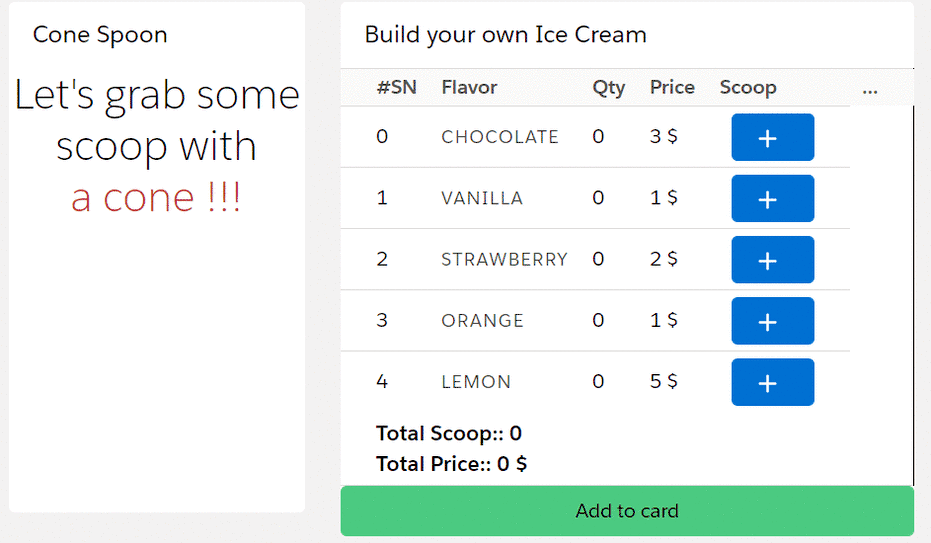 Cone Spoon
Let's grab some
scoop with
a cone !!!
Build your own Ice Cream
#SN Flavor Qty Price Scoop ...
0 CHOCOLATE 0 3 $ +
1 VANILLA 0 1 $ +
2 STRAWBERRY 0 2 $ +
3 ORANGE 0 1 $ +
4 LEMON 0 5 $ +
Total Scoop:: 0
Total Price:: 0 $
Add to card